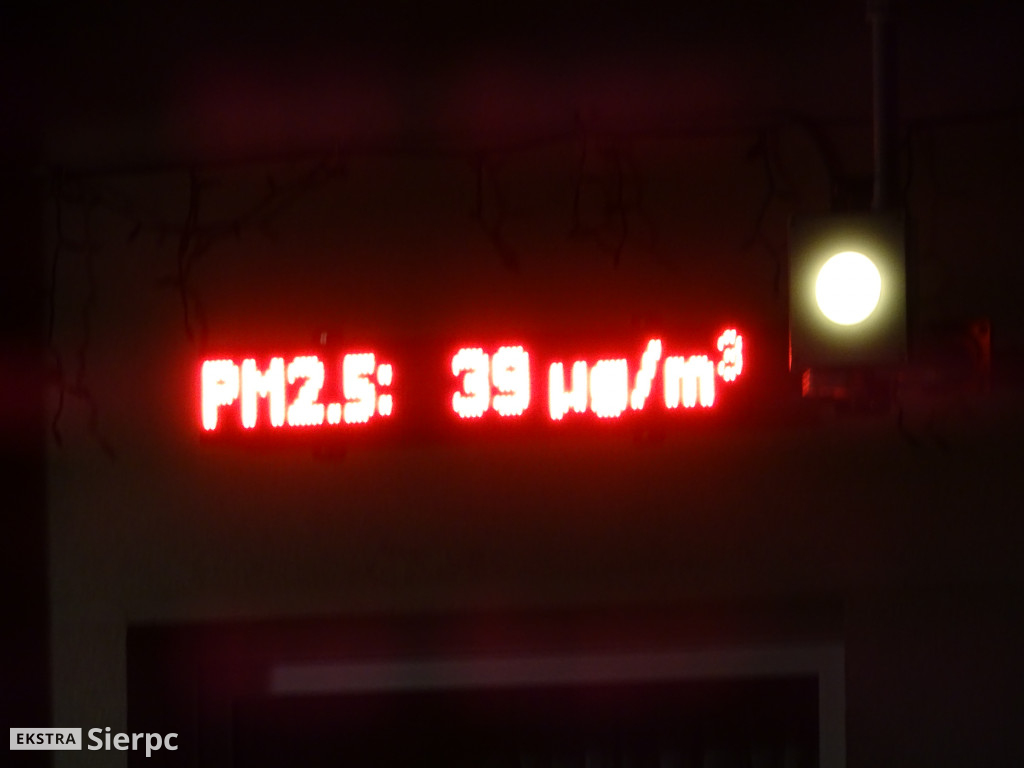 PM2.5: 39 µg/m³
EKSTRA Sierpc